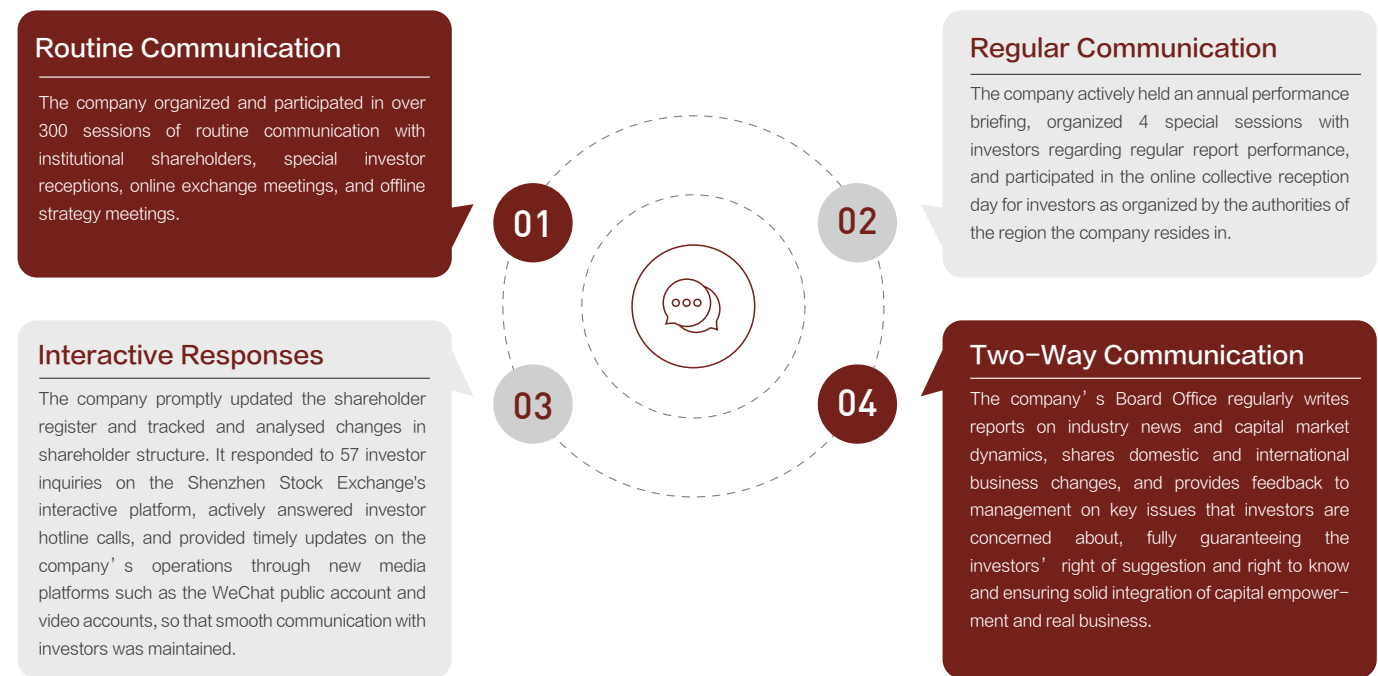 Routine Communication
The company organized and participated in over
300 sessions of routine communication with
institutional shareholders, special investor
receptions, online exchange meetings, and offline
strategy meetings.
01
Regular Communication
The company actively held an annual performance
briefing, organized 4 special sessions with
investors regarding regular report performance,
and participated in the online collective reception
day for investors as organized by the authorities of
the region the company resides in.
02
Interactive Responses
The company promptly updated the shareholder
register and tracked and analysed changes in
shareholder structure. It responded to 57 investor
inquiries on the Shenzhen Stock Exchange's
interactive platform, actively answered investor
hotline calls, and provided timely updates on the
company’s operations through new media
platforms such as the WeChat public account and
video accounts, so that smooth communication with
investors was maintained.
03
Two-Way Communication
The company’s Board Office regularly writes
reports on industry news and capital market
dynamics, shares domestic and international
business changes, and provides feedback to
management on key issues that investors are
concerned about, fully guaranteeing the
investors’ right of suggestion and right to know
and ensuring solid integration of capital empower-
ment and real business.
04